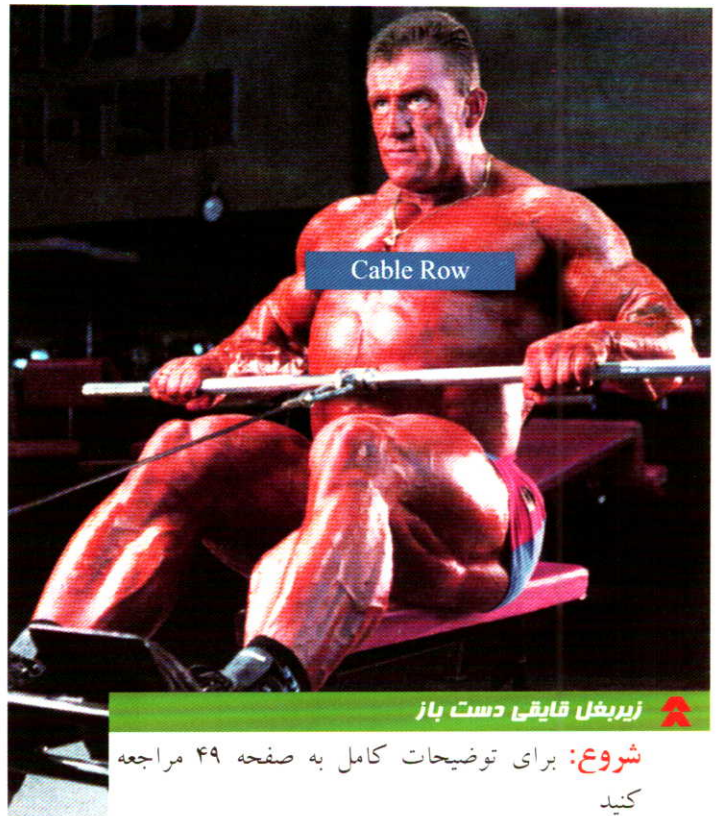 Cable Row
زیربغل قایقی دست باز
شروع: برای توضیحات کامل به صفحه ۴۹ مراجعه
کنید